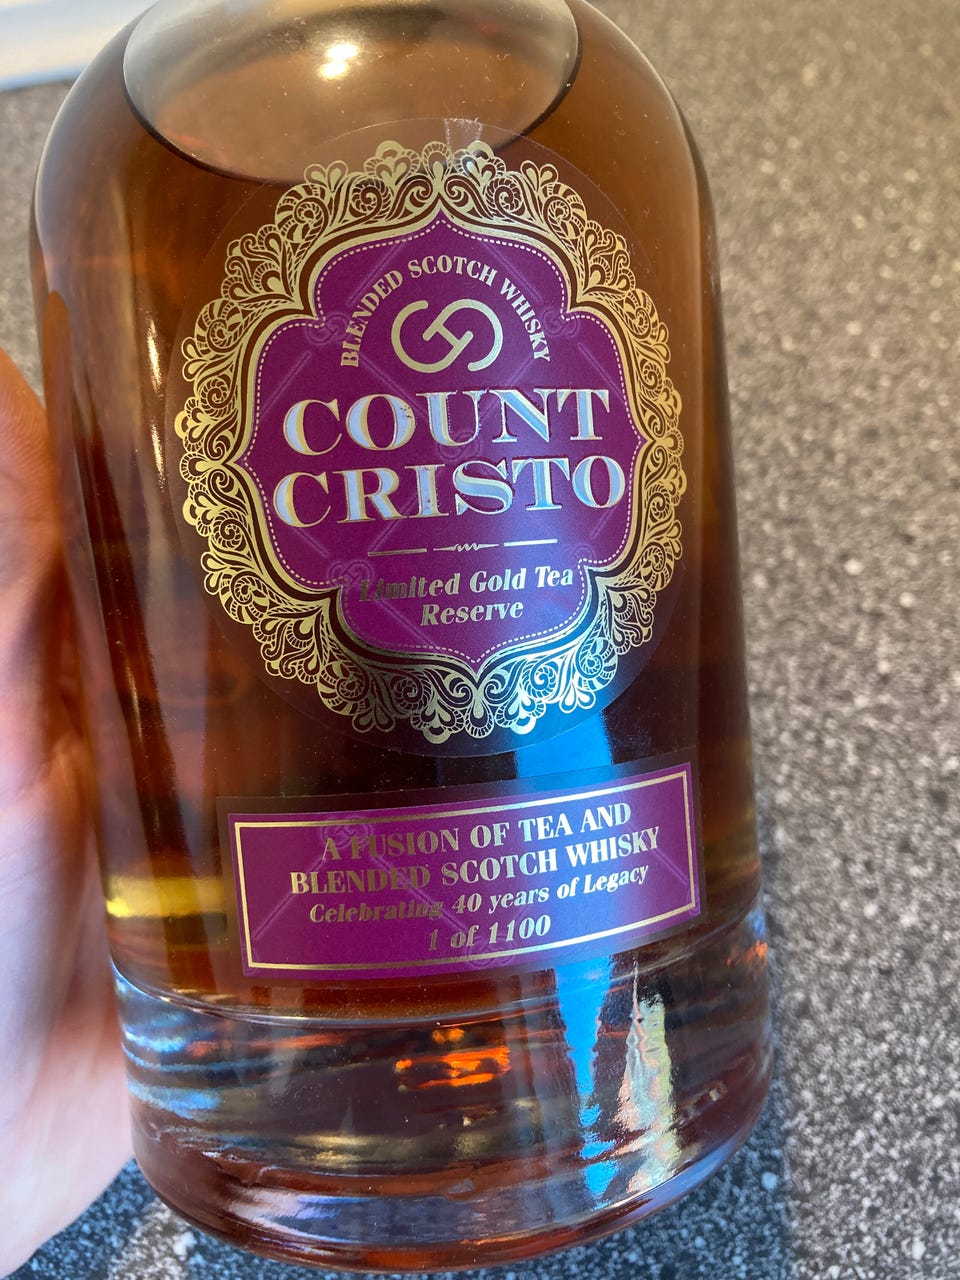 BLENDED SCOTCH WHISKY
COUNT
CRISTO
Limited Gold Tea
Reserve
A FUSION OF TEA AND
BLENDED SCOTCH WHISKY
Celebrating 40 years of Legacy
1 of 1100